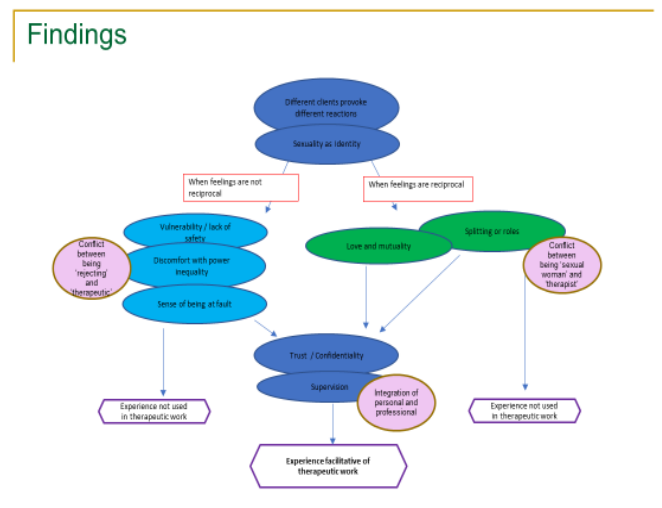 Findings
Different clients provoke
different reactions
Sexuality as Identity
When feelings are not
reciprocal
When feelings are reciprocal
Vulnerability / lack of
safety
Discomfort with power
inequality
Sense of being at fault
Conflict
between
being
'rejecting'
and
'therapeutic'
Love and mutuality
Splitting or roles
Conflict
between
being 'sexual
woman' and
'therapist'
Trust / Confidentiality
Supervision
Integration of
personal and
professional
Experience not used
in therapeutic work
Experience not used
in therapeutic work
Experience facilitative of
therapeutic work